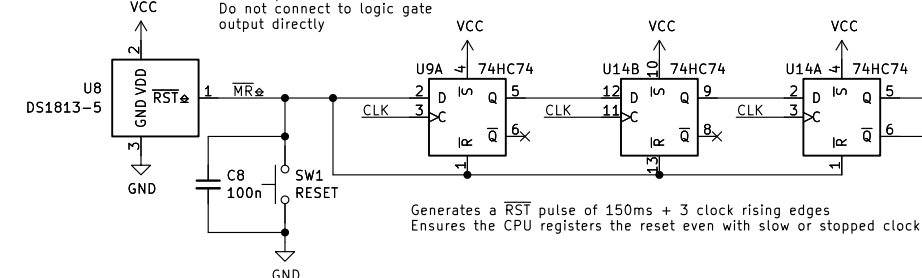 VCC
Do not connect to logic gate
output directly
VCC
VCC
VCC
2
U8
DS1813-5
GND VDD
RST
1
MR
3
GND
C8
100n
SW1
RESET
GND
U9A
4
74HC74
2
D
S
Q
5
CLK
3
C
Q
6
R
1
U14B
10
74HC74
12
D
S
Q
9
CLK
11
C
Q
8
R
13
U14A
4
74HC74
2
D
S
Q
5
CLK
3
C
Q
6
R
1
Generates a RST pulse of 150ms + 3 clock rising edges
Ensures the CPU registers the reset even with slow or stopped clock